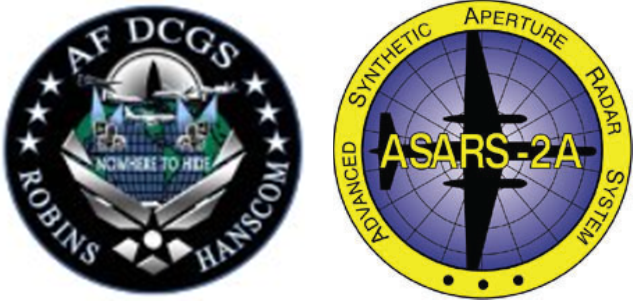 AF DCGS
NOWHERE TO HIDE
ROBINS
HANSCOM
ADVANCED SYNTHETIC APERTURE RADAR SYSTEM
ASARS-2A